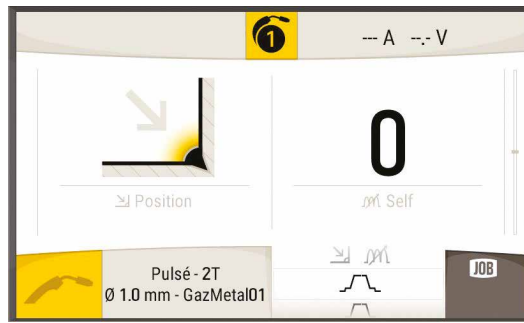 1
--- A --.- V
0
Position
Self
Pulsé - 2T
Ø 1.0 mm - GazMetal01
JOB